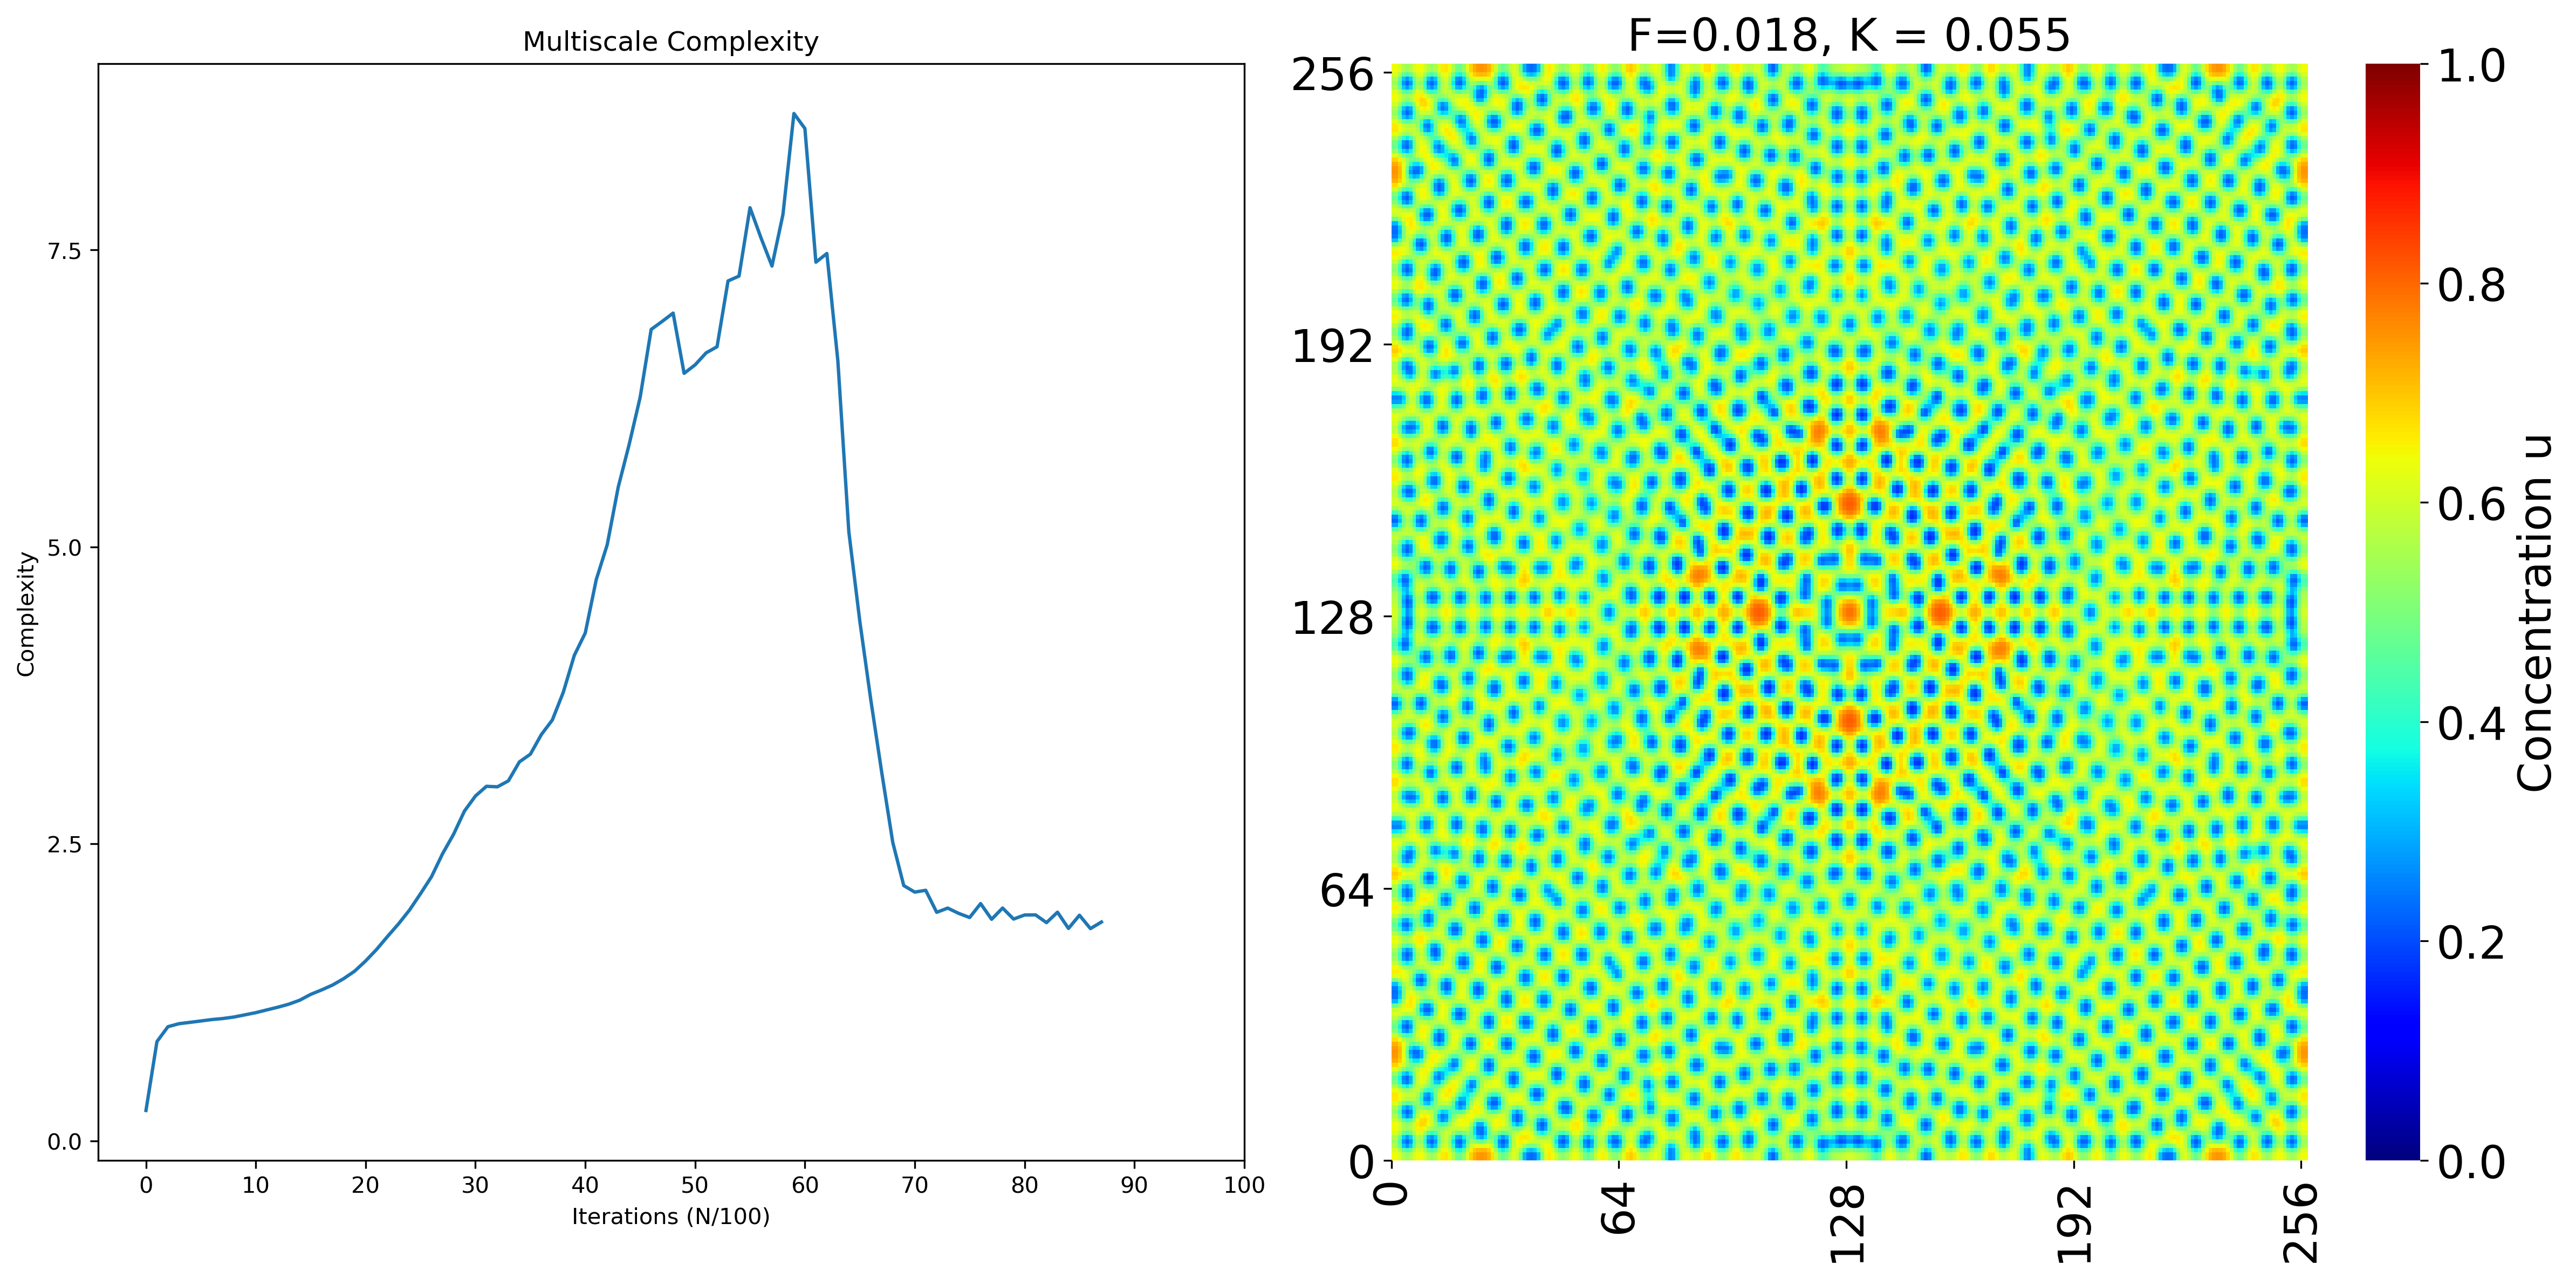 Multiscale Complexity
Complexity
7.5
5.0
2.5
0.0
0 10 20 30 40 50 60 70 80 90 100
Iterations (N/100)
F=0.018, K = 0.055
256
192
128
64
0
0 64 128 192 256
1.0
0.8
0.6
0.4
0.2
0.0
Concentration u